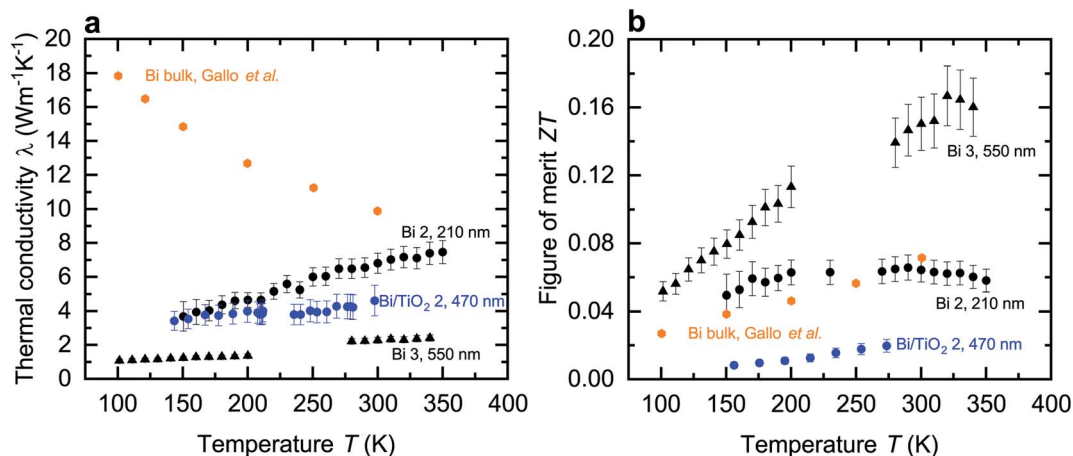 a
20
18
16
14
12
10
8
6
4
2
0
Thermal conductivity λ (Wm⁻¹K⁻¹)
Bi bulk, Gallo et al.
Bi 2, 210 nm
Bi/TiO₂ 2, 470 nm
Bi 3, 550 nm
100 150 200 250 300 350 400
Temperature T (K)
b
0.20
0.16
0.12
0.08
0.04
0.00
Figure of merit ZT
Bi 3, 550 nm
Bi 2, 210 nm
Bi bulk, Gallo et al.
Bi/TiO₂ 2, 470 nm
50 100 150 200 250 300 350 400
Temperature T (K)